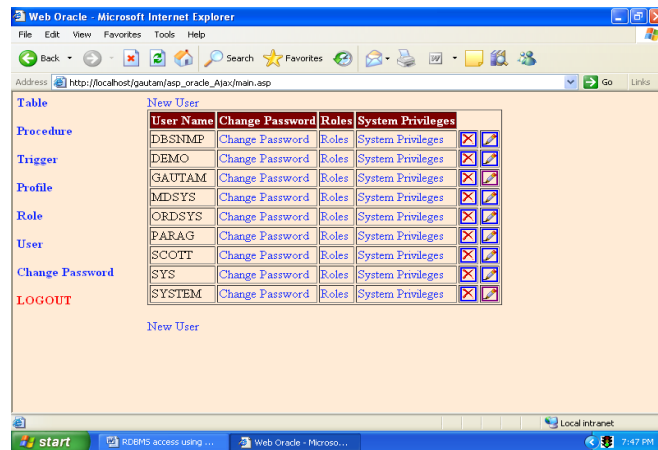 Web Oracle - Microsoft Internet Explorer
File Edit View Favorites Tools Help
Back Search Favorites
Address http://localhost/gautam/asp_oracle_Ajax/main.asp Go Links
Table
Procedure
Trigger
Profile
Role
User
Change Password
LOGOUT
New User
User Name Change Password Roles System Privileges
DBSNMP Change Password Roles System Privileges
DEMO Change Password Roles System Privileges
GAUTAM Change Password Roles System Privileges
MDSYS Change Password Roles System Privileges
ORDSYS Change Password Roles System Privileges
PARAG Change Password Roles System Privileges
SCOTT Change Password Roles System Privileges
SYS Change Password Roles System Privileges
SYSTEM Change Password Roles System Privileges
New User
Local intranet
start RDBMS access using ... Web Oracle - Microso... 7:47 PM